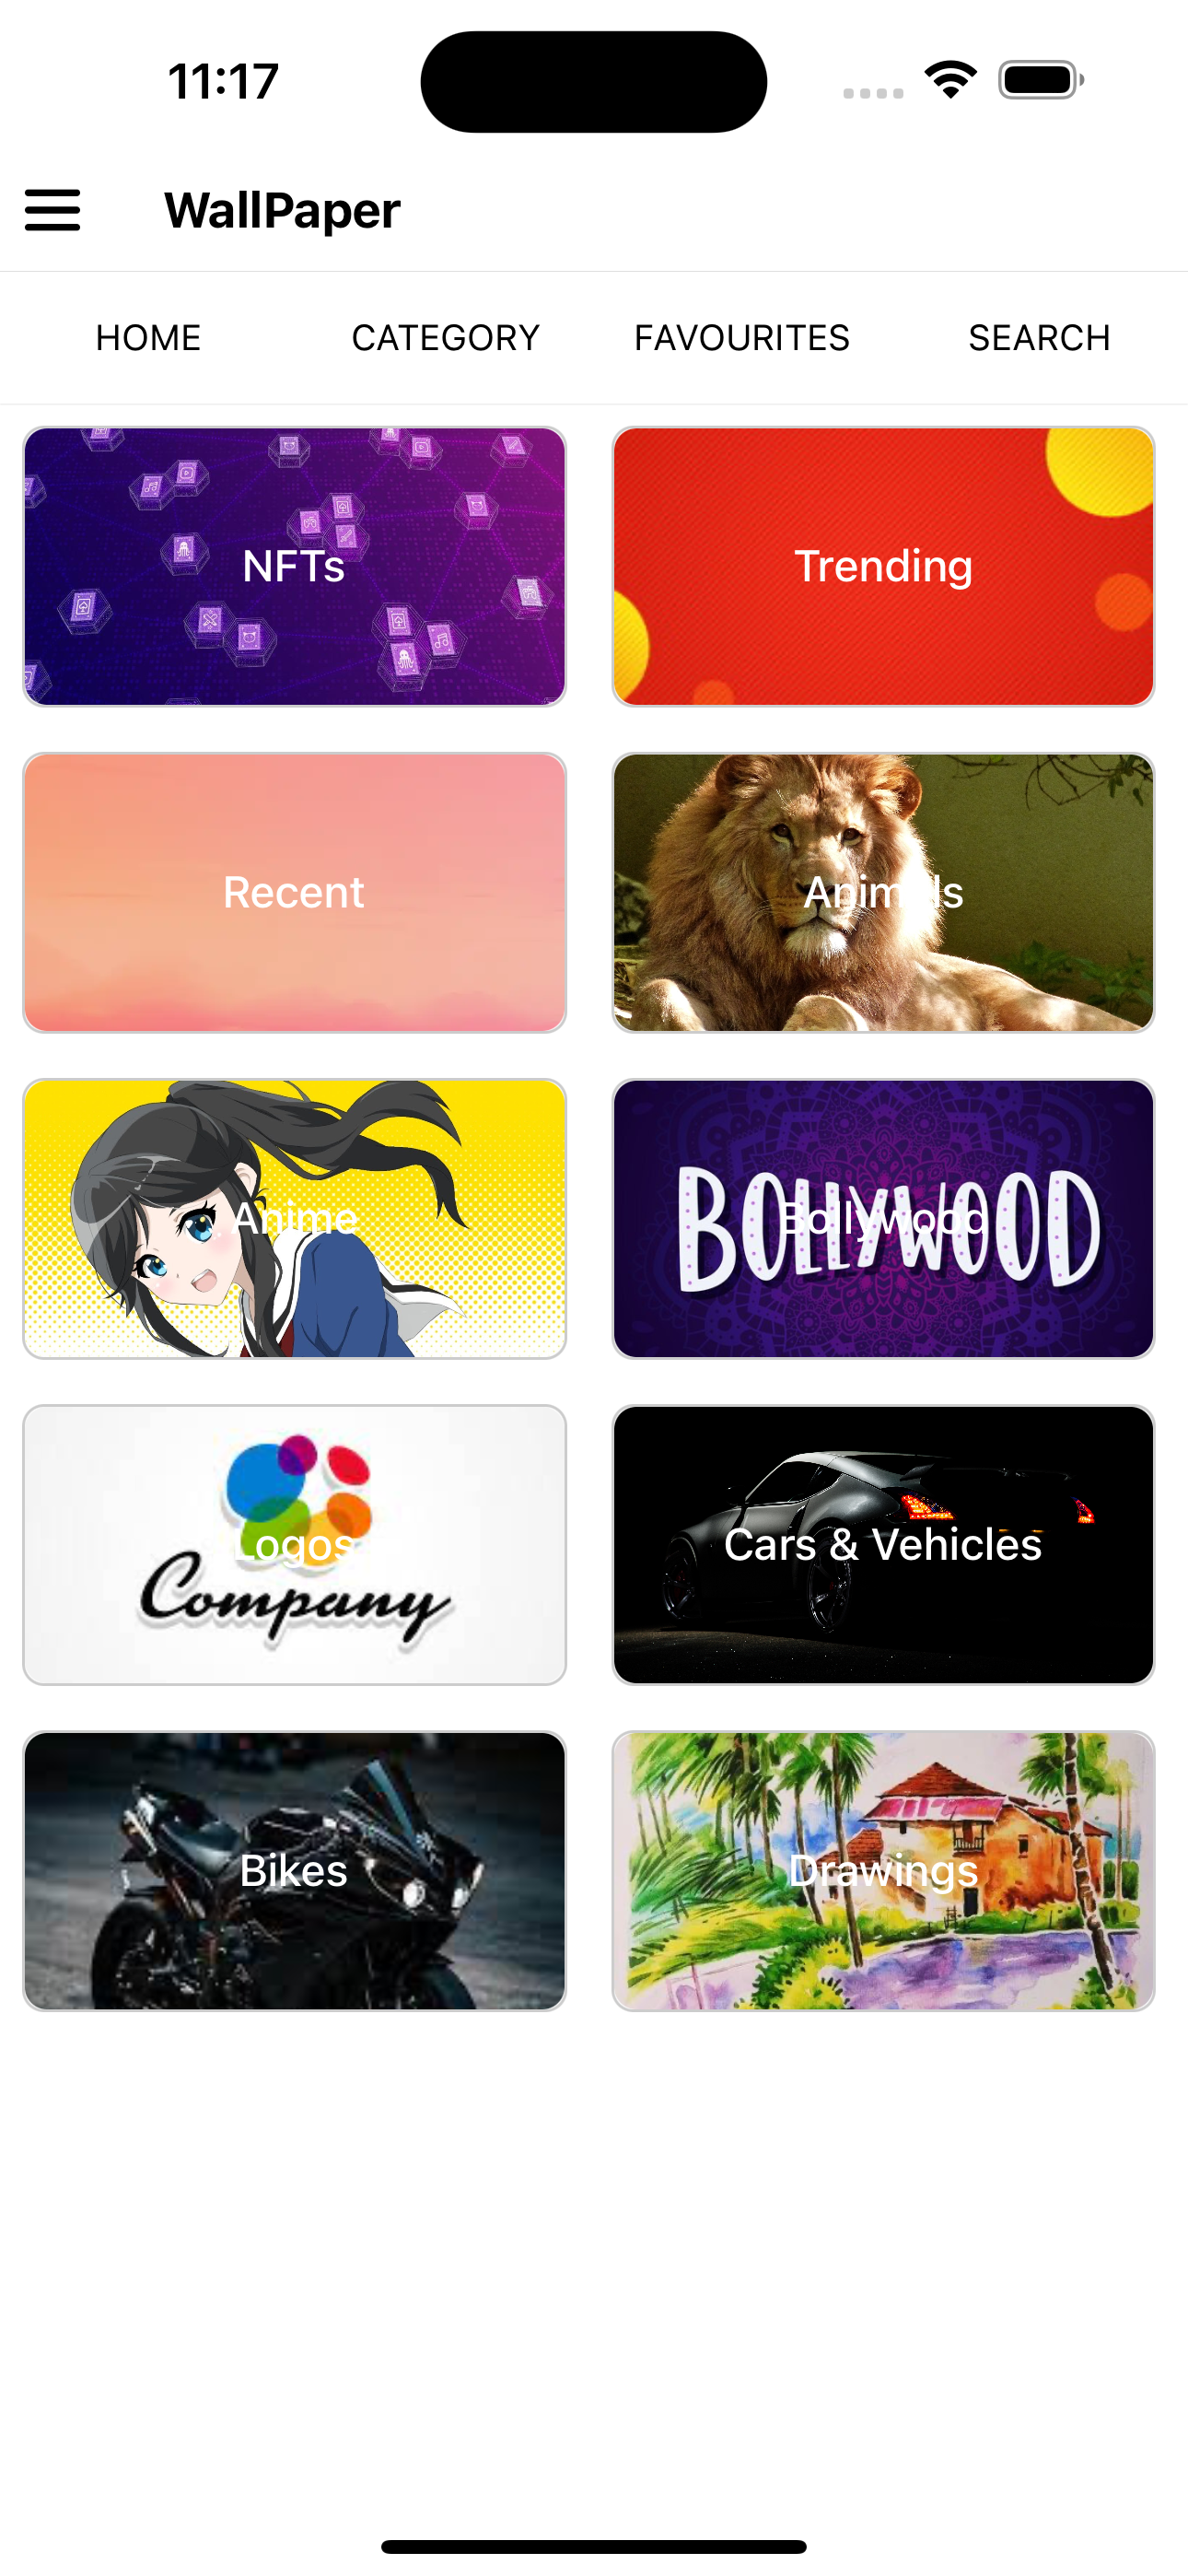 11:17
WallPaper
HOME CATEGORY FAVOURITES SEARCH
NFTs
Trending
Recent
Animals
Anime
BOLLYWOOD
Bollywood
Logos
Company
Cars & Vehicles
Bikes
Drawings